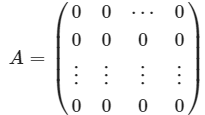 A = ( 0 0 ⋯ 0
0 0 0 0
⋮ ⋮ ⋮ ⋮
0 0 0 0 )